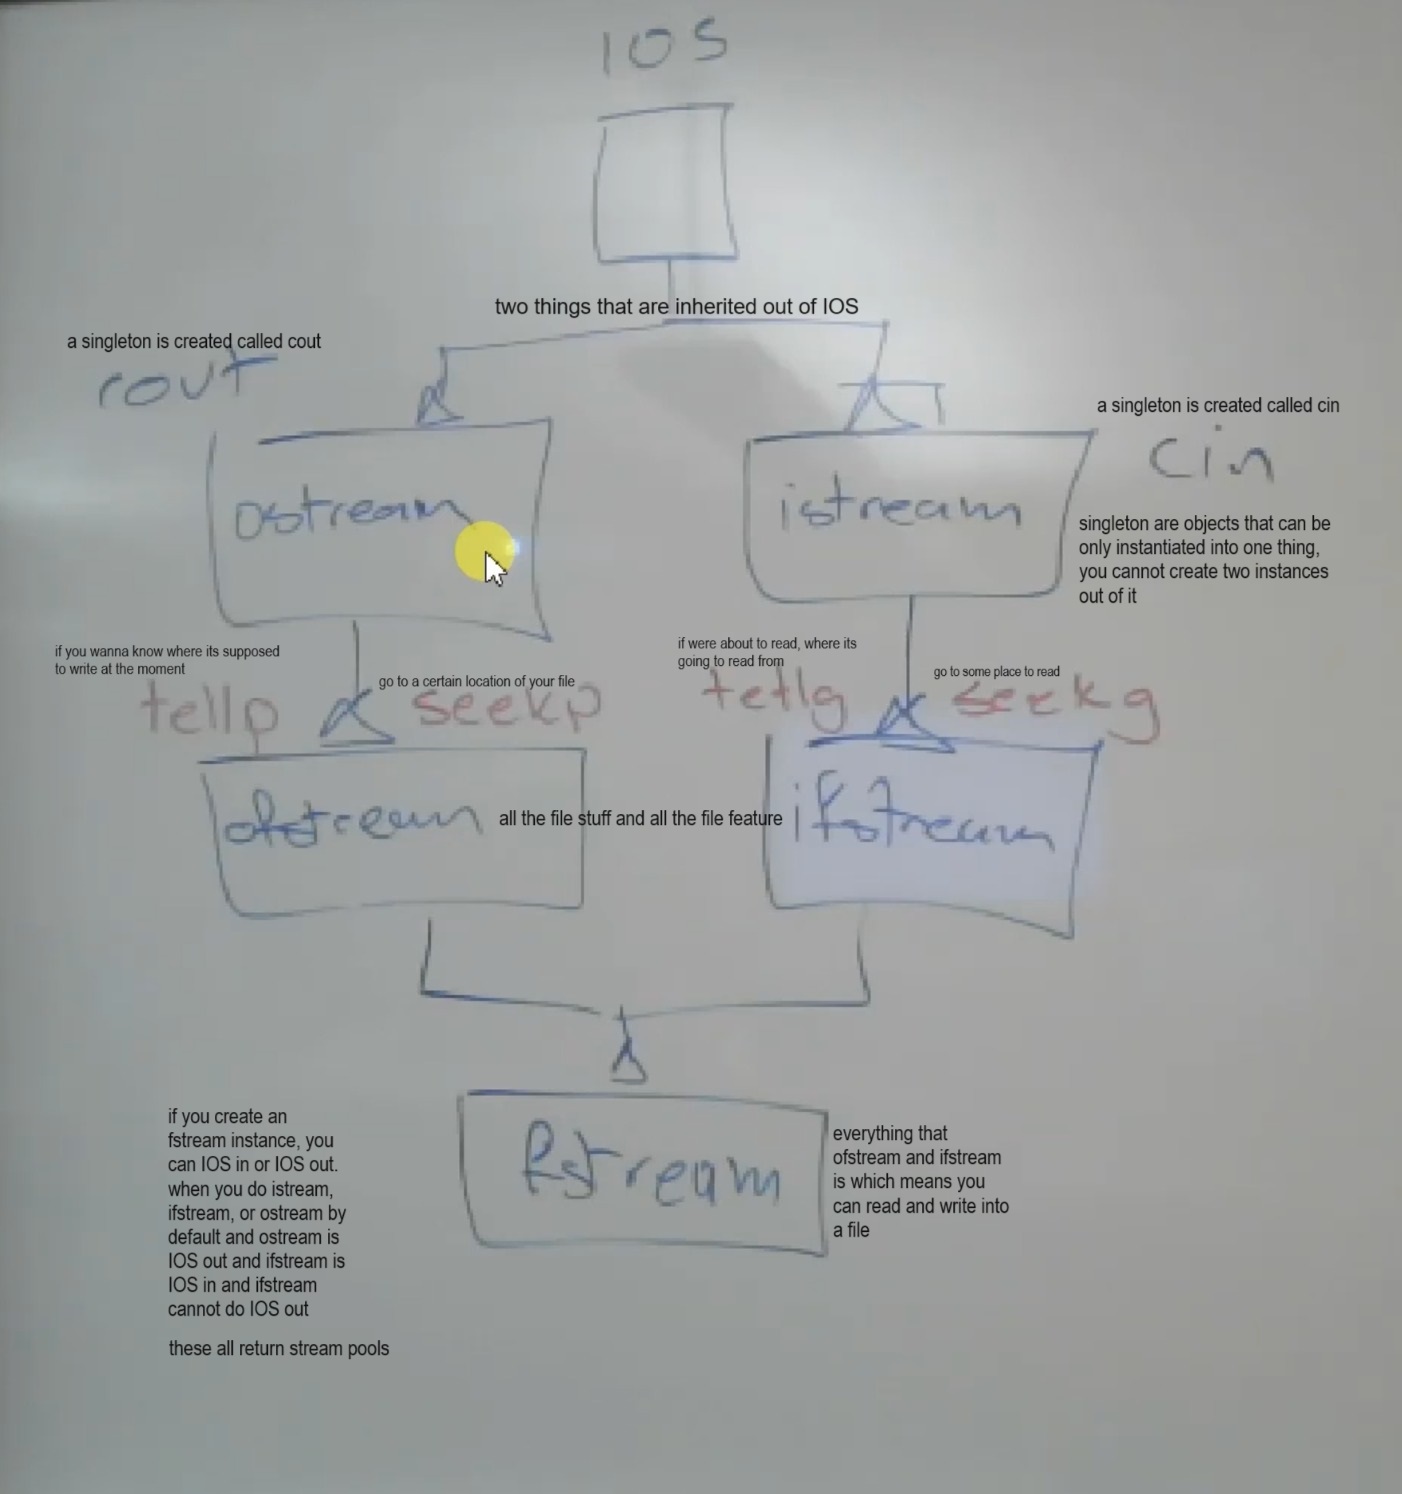 IOS
two things that are inherited out of IOS
a singleton is created called cout
cout
a singleton is created called cin
cin
ostream
istream
singleton are objects that can be
only instantiated into one thing,
you cannot create two instances
out of it
if you wanna know where its supposed
to write at the moment
go to a certain location of your file
tellp
seekp
if were about to read, where its
going to read from
go to some place to read
tellg
seekg
ofstream
all the file stuff and all the file feature
ifstream
fstream
if you create an
fstream instance, you
can IOS in or IOS out.
when you do istream,
ifstream, or ostream by
default and ostream is
IOS out and ifstream is
IOS in and ifstream
cannot do IOS out
these all return stream pools
everything that
ofstream and ifstream
is which means you
can read and write into
a file